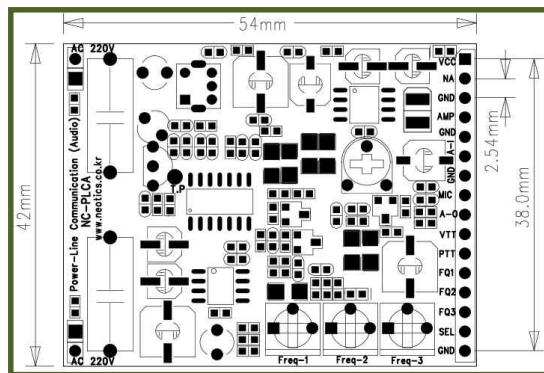 54mm
42mm
AC 220V
Power-Line Communication (Audio)
NC-PLCA
www.neotics.co.kr
T.P
AC 220V
Freq-1
Freq-2
Freq-3
VCC
NA
GND
AMP
GND
A-I
GND
MIC
A-O
VTT
PTT
FQ1
FQ2
FQ3
SEL
GND
2.54mm
38.0mm